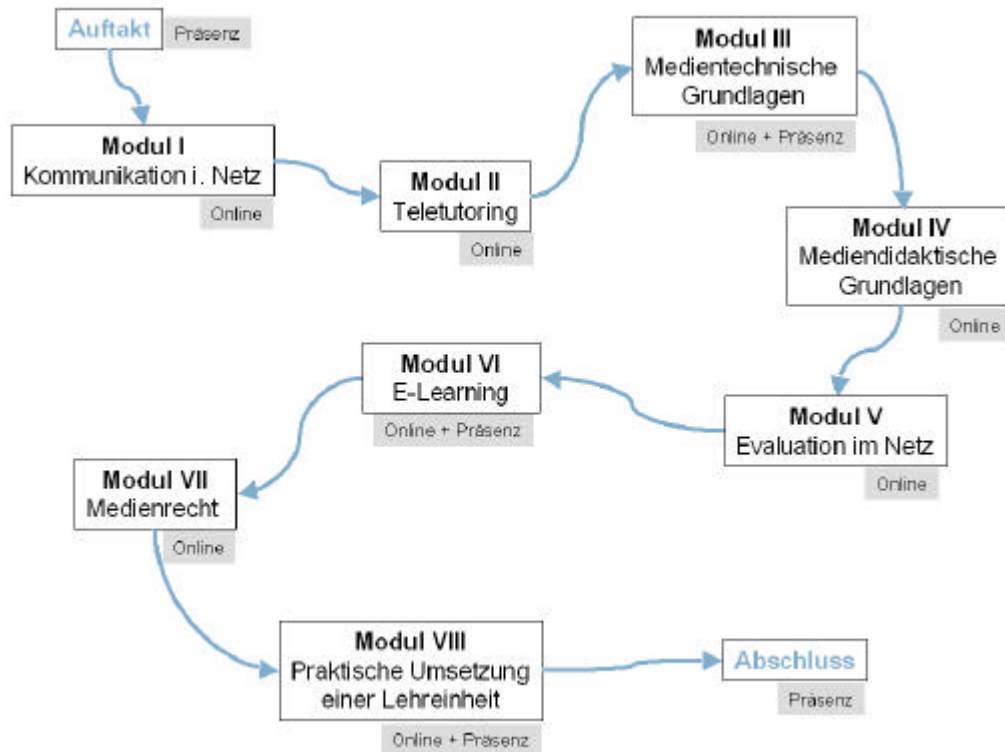 Auftakt
Präsenz
Modul I
Kommunikation i. Netz
Online
Modul II
Teletutoring
Online
Modul III
Medientechnische
Grundlagen
Online + Präsenz
Modul IV
Mediendidaktische
Grundlagen
Online
Modul V
Evaluation im Netz
Online
Modul VI
E-Learning
Online + Präsenz
Modul VII
Medienrecht
Online
Modul VIII
Praktische Umsetzung
einer Lehreinheit
Online + Präsenz
Abschluss
Präsenz